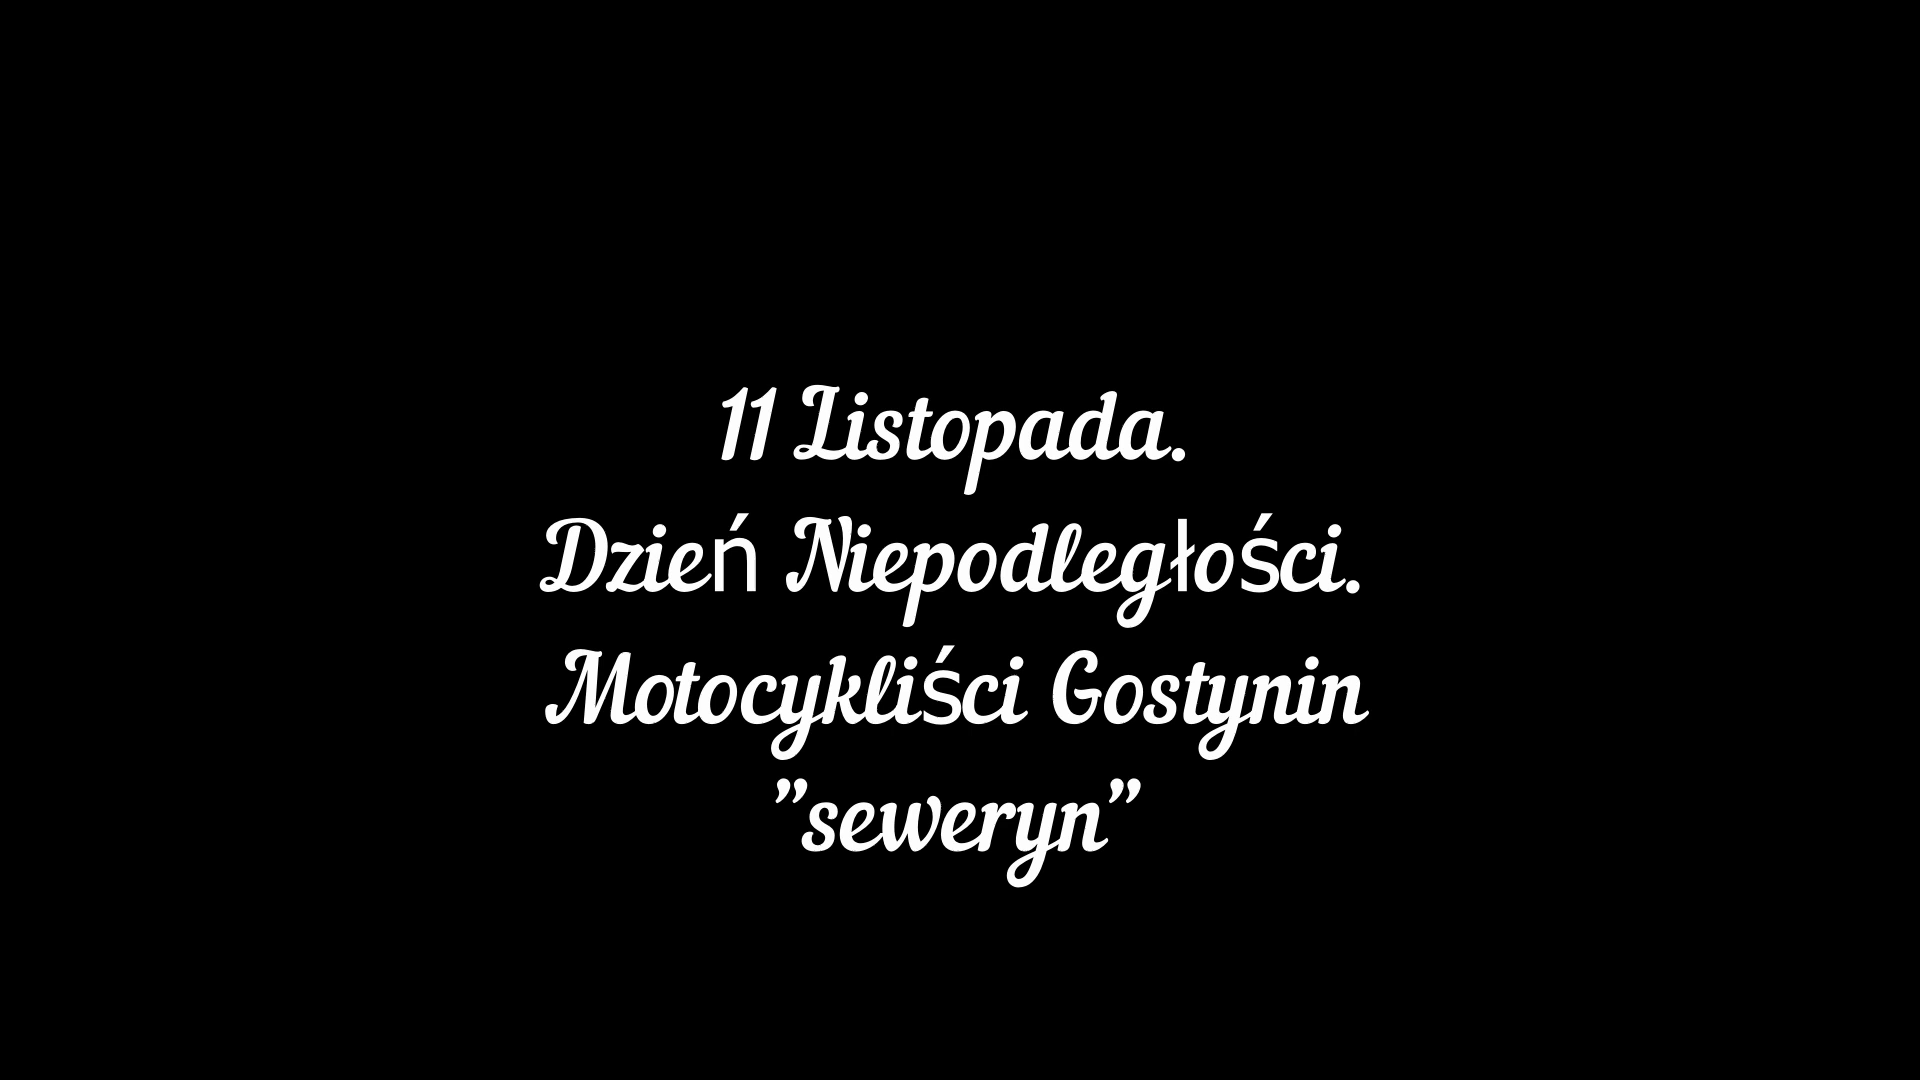 11 Listopada.
Dzień Niepodległości.
Motocykliści Gostynin
"seweryn"